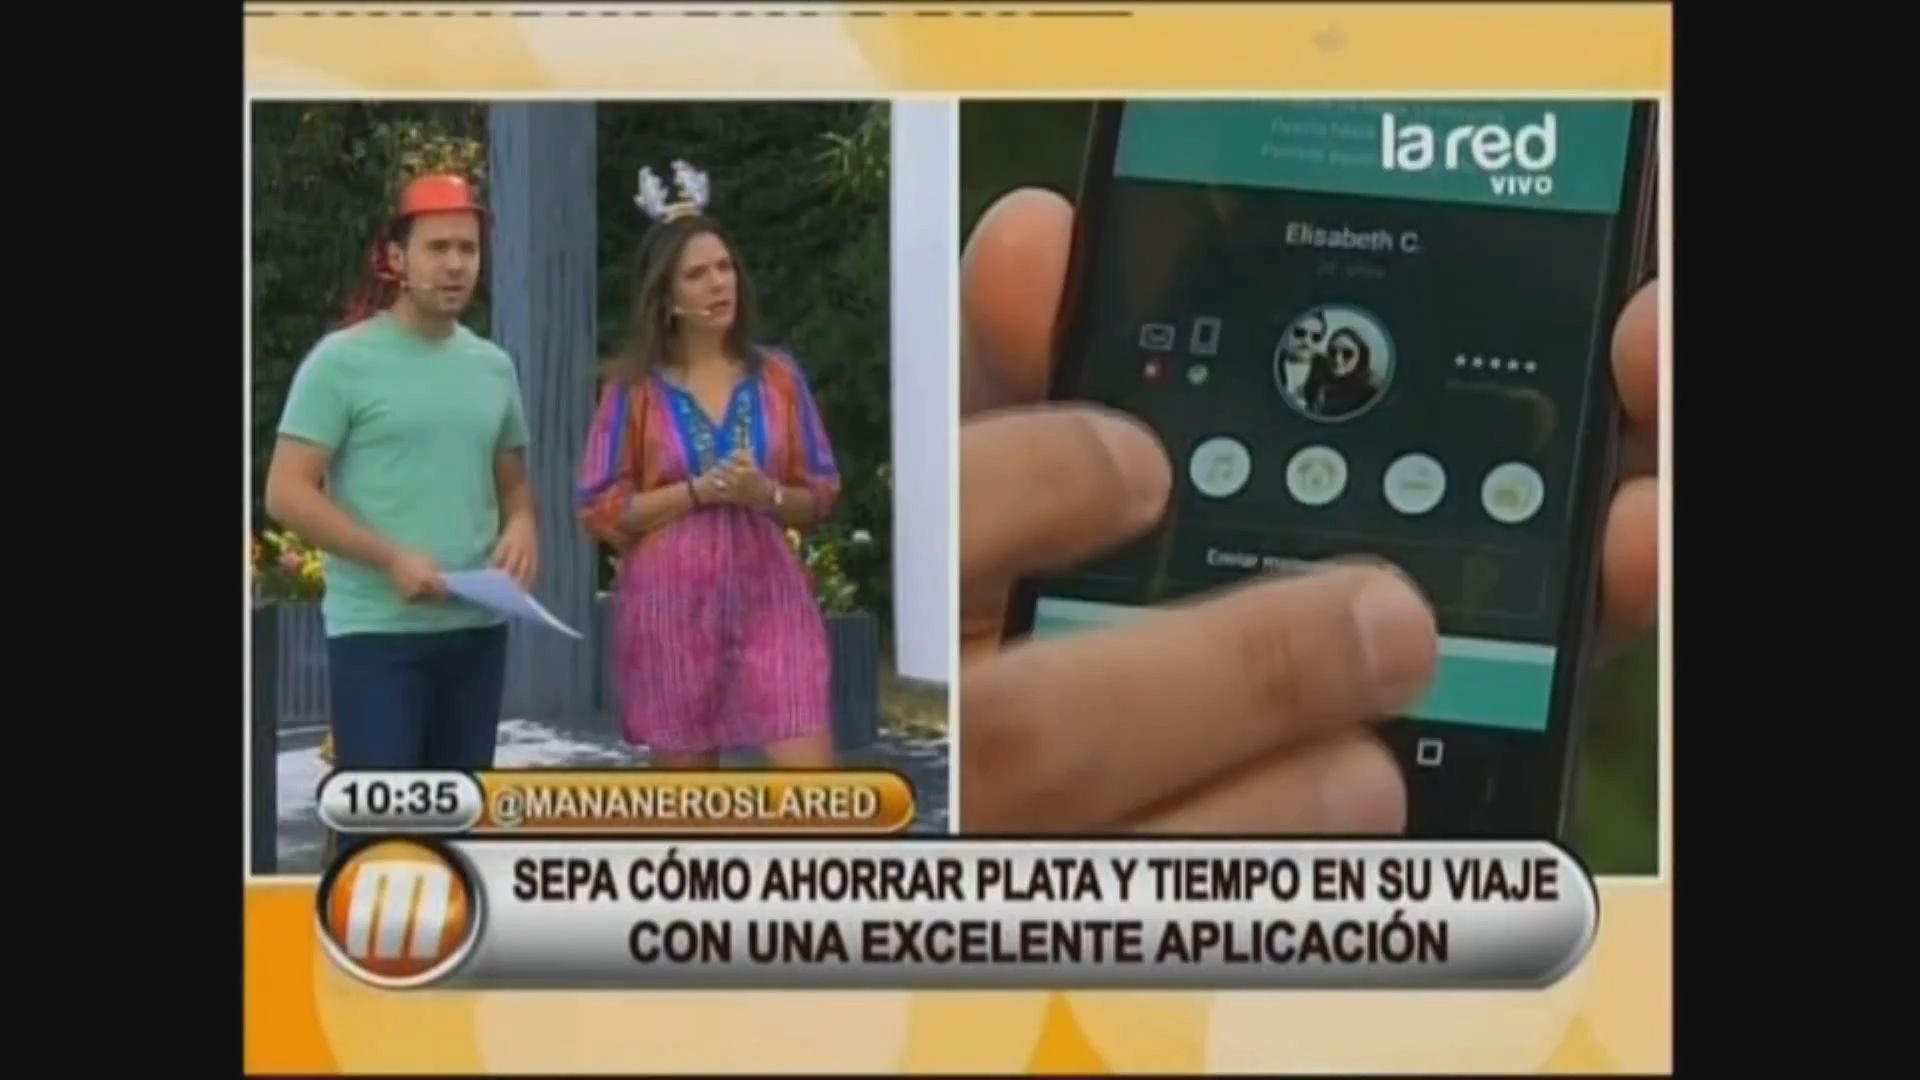 la red
VIVO
Elisabeth C.
10:35
@MANANEROSLARED
m
SEPA CÓMO AHORRAR PLATA Y TIEMPO EN SU VIAJE
CON UNA EXCELENTE APLICACIÓN